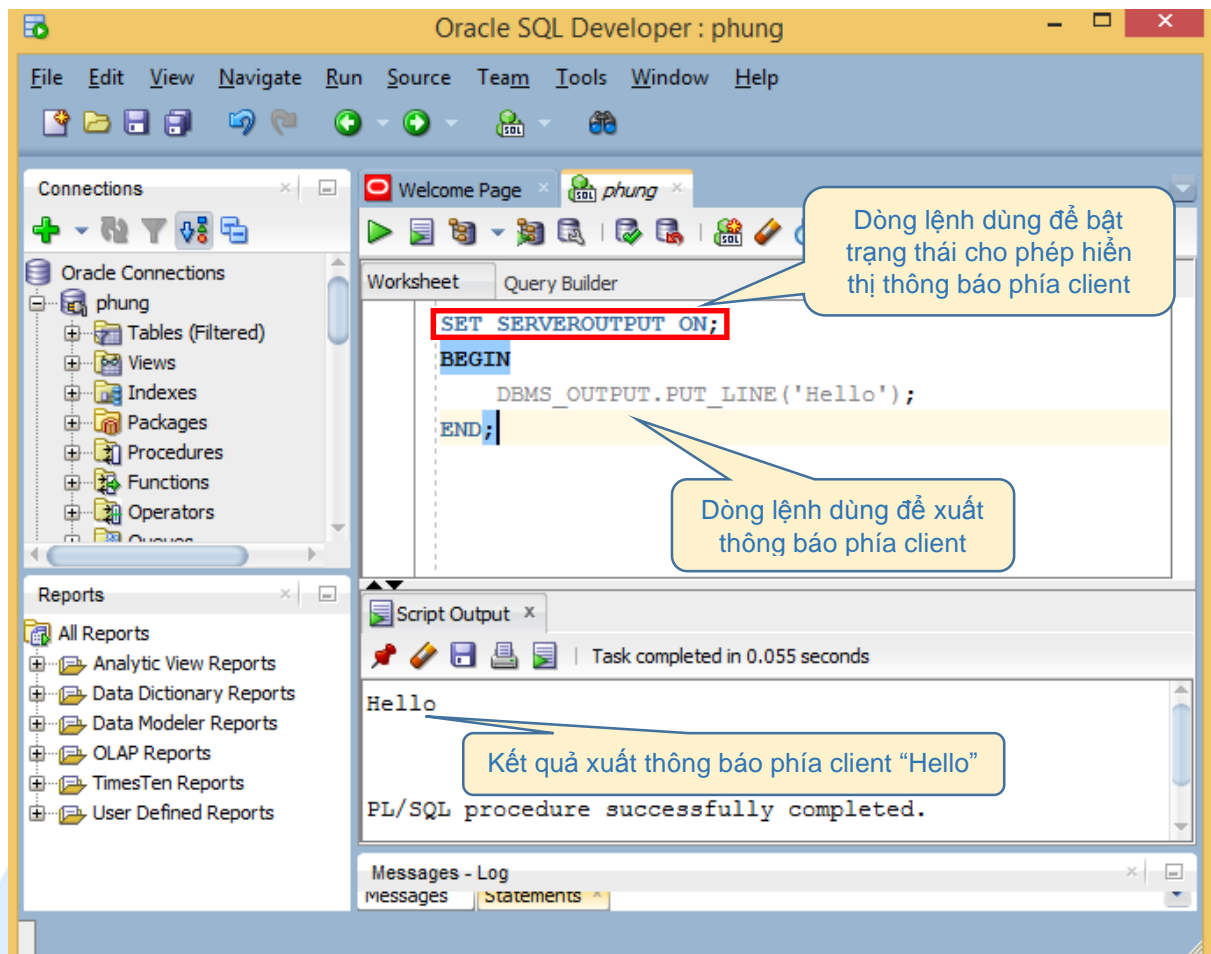 Oracle SQL Developer : phung
File Edit View Navigate Run Source Team Tools Window Help
Connections
Oracle Connections
phung
Tables (Filtered)
Views
Indexes
Packages
Procedures
Functions
Operators
Queues
Reports
All Reports
Analytic View Reports
Data Dictionary Reports
Data Modeler Reports
OLAP Reports
TimesTen Reports
User Defined Reports
Welcome Page
phung
Worksheet
Query Builder
Dòng lệnh dùng để bật
trạng thái cho phép hiển
thị thông báo phía client
SET SERVEROUTPUT ON;
BEGIN
DBMS_OUTPUT.PUT_LINE('Hello');
END;
Dòng lệnh dùng để xuất
thông báo phía client
Script Output
Task completed in 0.055 seconds
Hello
Kết quả xuất thông báo phía client “Hello”
PL/SQL procedure successfully completed.
Messages - Log
Messages
Statements